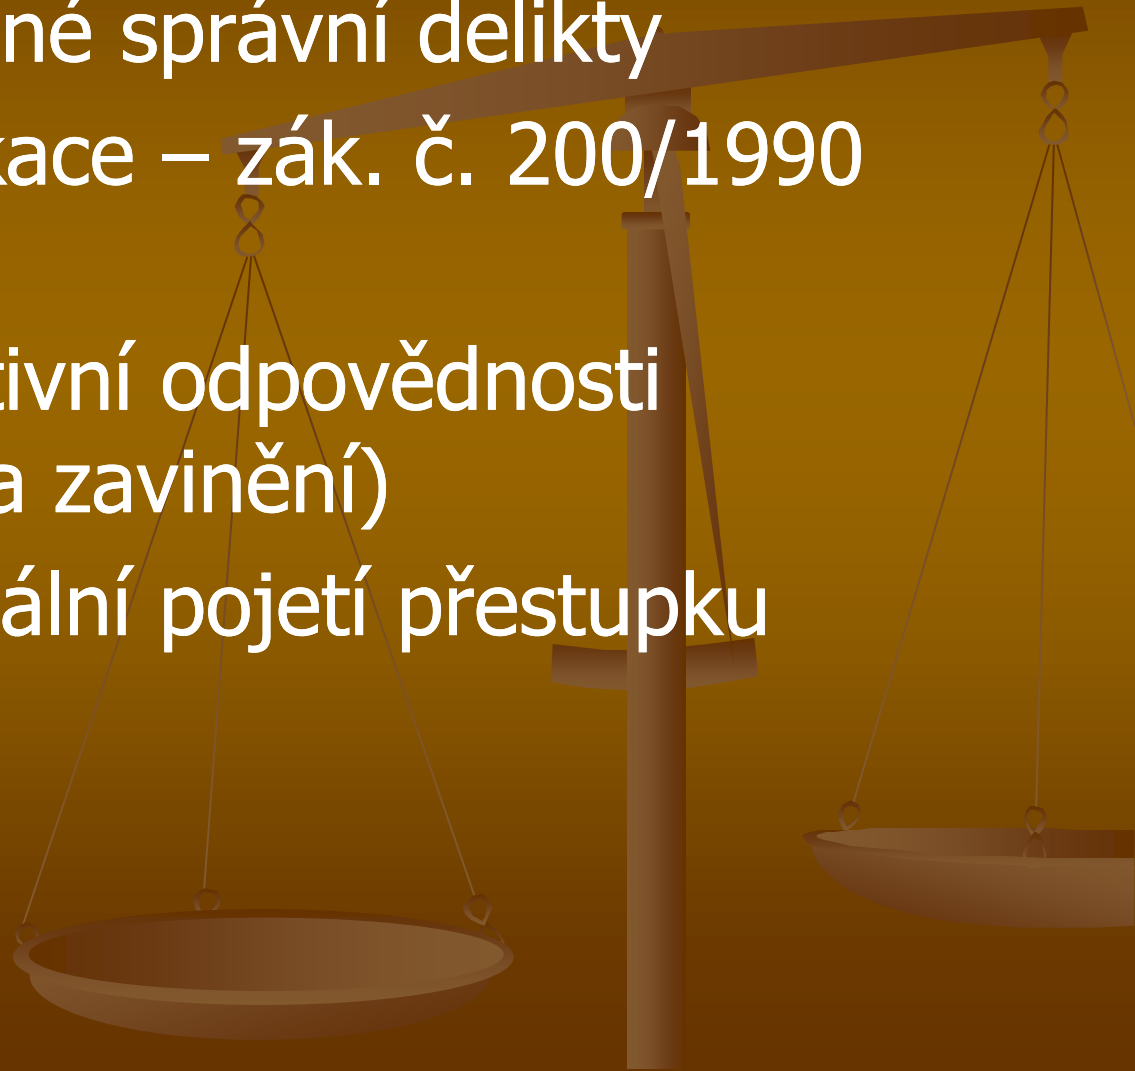 né správní delikty
kace – zák. č. 200/1990
tivní odpovědnosti
a zavinění)
ální pojetí přestupku